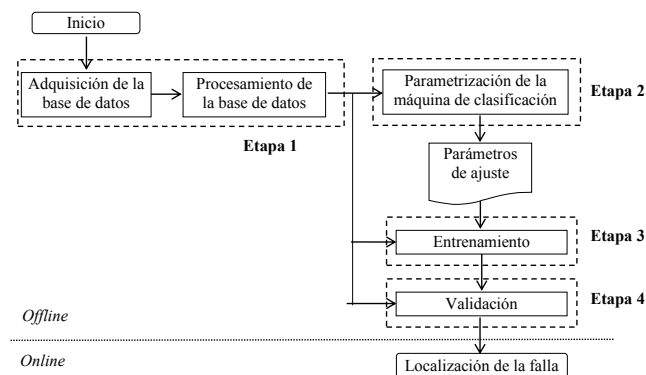 Inicio
Adquisición de la
base de datos
Procesamiento de
la base de datos
Etapa 1
Parametrización de la
máquina de clasificación
Etapa 2
Parámetros
de ajuste
Entrenamiento
Etapa 3
Validación
Etapa 4
Offline
Online
Localización de la falla